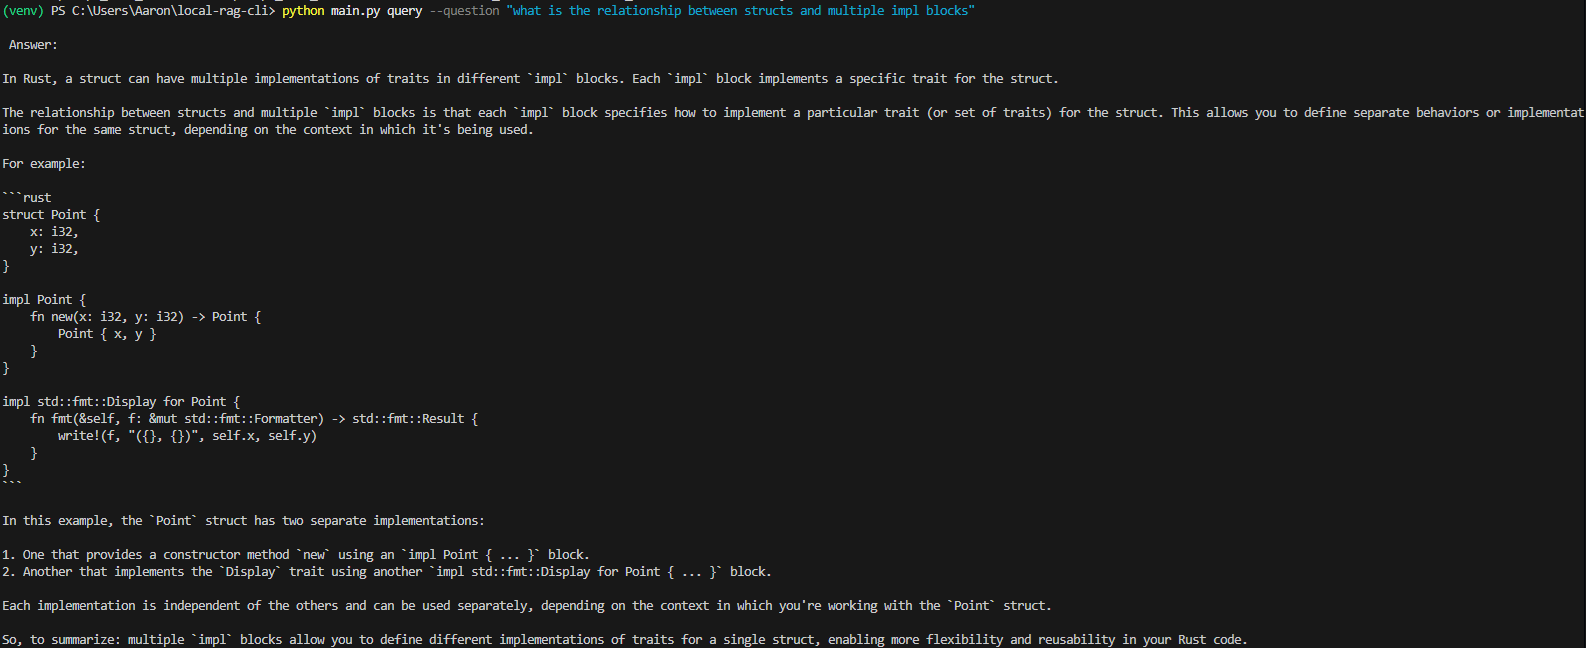 (venv) PS C:\Users\Aaron\local-rag-cli> python main.py query --question "what is the relationship between structs and multiple impl blocks"
Answer:
In Rust, a struct can have multiple implementations of traits in different `impl` blocks. Each `impl` block implements a specific trait for the struct.
The relationship between structs and multiple `impl` blocks is that each `impl` block specifies how to implement a particular trait (or set of traits) for the struct. This allows you to define separate behaviors or implementat
ions for the same struct, depending on the context in which it's being used.
For example:
```rust
struct Point {
    x: i32,
    y: i32,
}
impl Point {
    fn new(x: i32, y: i32) -> Point {
        Point { x, y }
    }
}
impl std::fmt::Display for Point {
    fn fmt(&self, f: &mut std::fmt::Formatter) -> std::fmt::Result {
        write!(f, "({}, {})", self.x, self.y)
    }
}
```
In this example, the `Point` struct has two separate implementations:
1. One that provides a constructor method `new` using an `impl Point { ... }` block.
2. Another that implements the `Display` trait using another `impl std::fmt::Display for Point { ... }` block.
Each implementation is independent of the others and can be used separately, depending on the context in which you're working with the `Point` struct.
So, to summarize: multiple `impl` blocks allow you to define different implementations of traits for a single struct, enabling more flexibility and reusability in your Rust code.